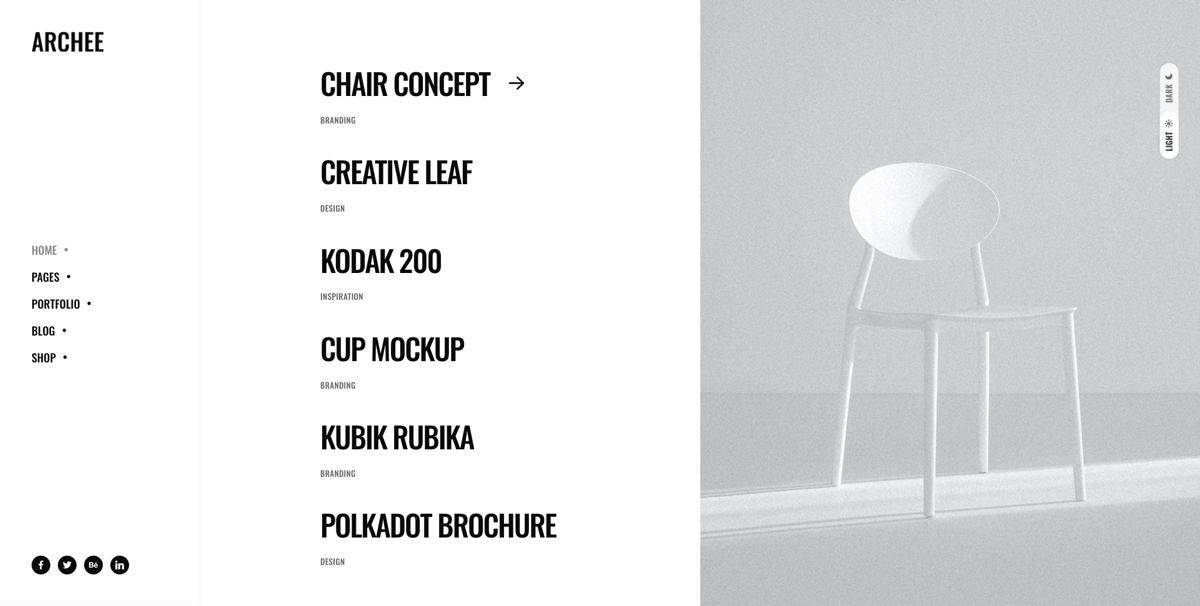 ARCHEE
HOME
PAGES
PORTFOLIO
BLOG
SHOP
CHAIR CONCEPT
BRANDING
CREATIVE LEAF
DESIGN
KODAK 200
INSPIRATION
CUP MOCKUP
BRANDING
KUBIK RUBIKA
BRANDING
POLKADOT BROCHURE
DESIGN
LIGHT
DARK
Bē
in